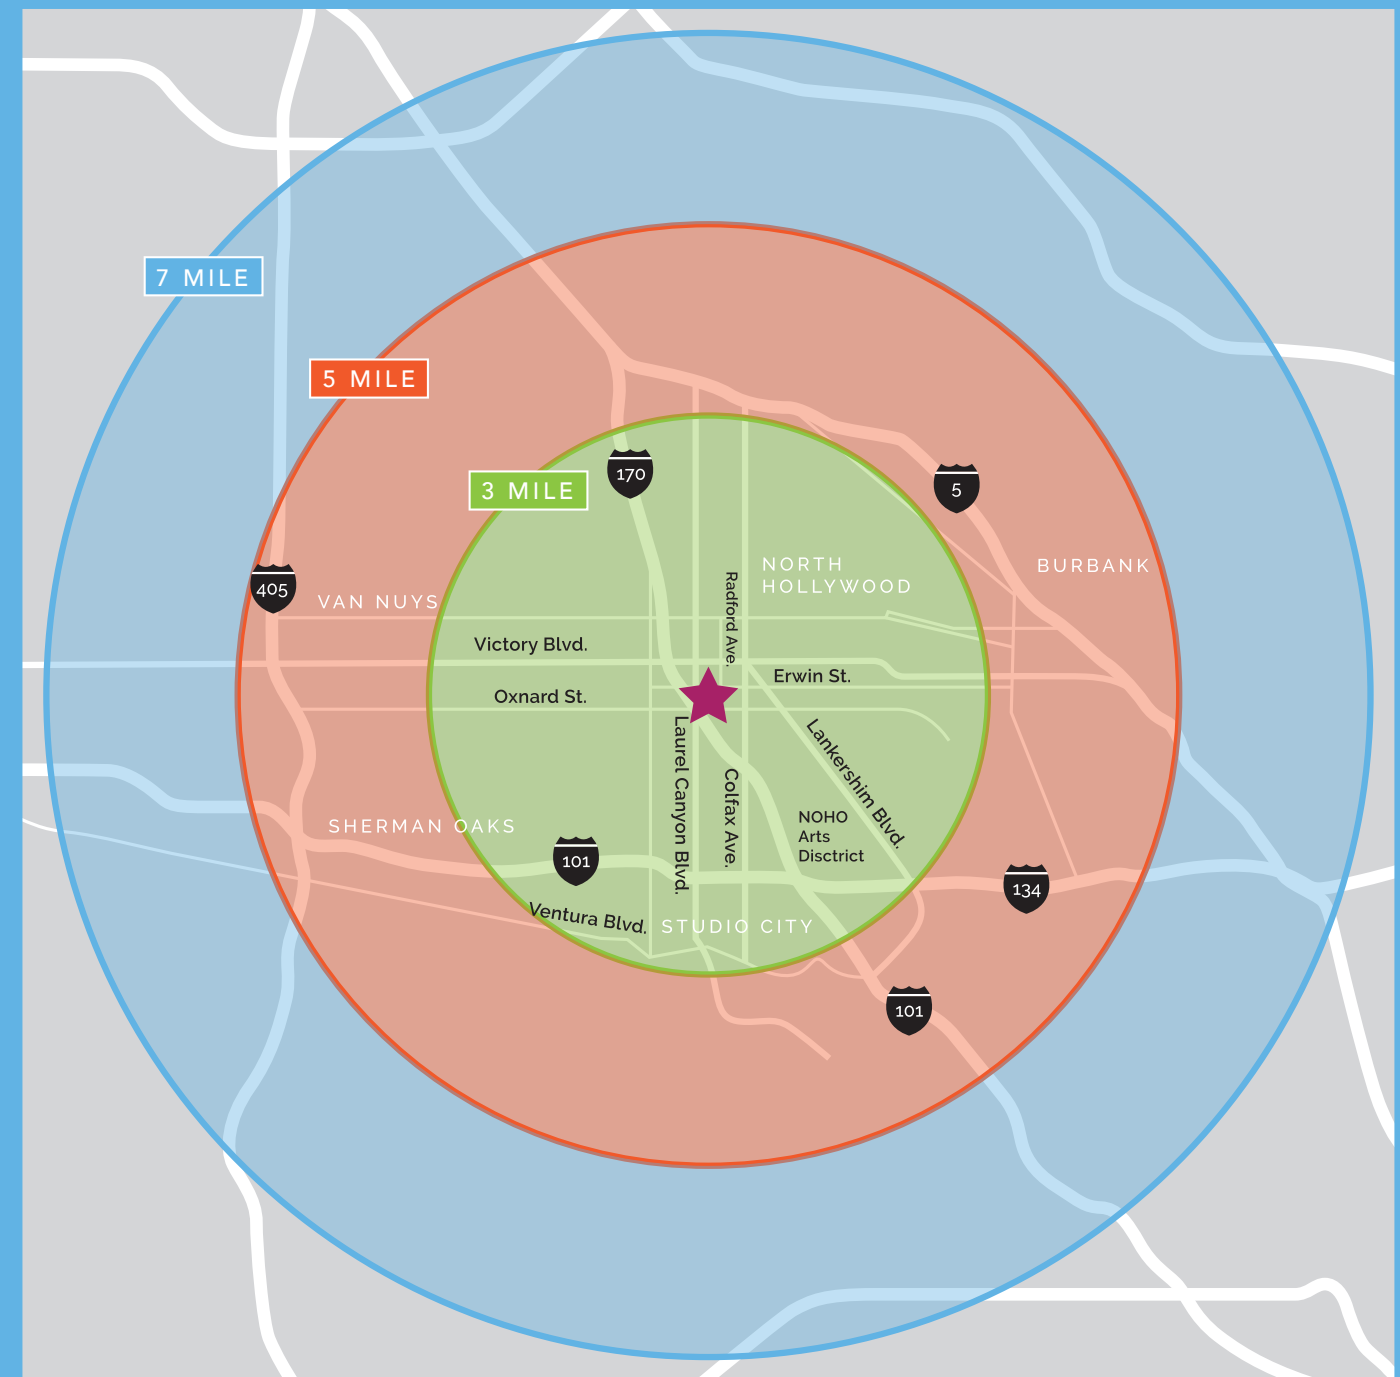 7 MILE
5 MILE
170
5
3 MILE
NORTH
HOLLYWOOD
BURBANK
Radford Ave.
405
VAN NUYS
Victory Blvd.
Erwin St.
Oxnard St.
Laurel Canyon Blvd.
Colfax Ave.
Lankershim Blvd.
NOHO
Arts
Disctrict
SHERMAN OAKS
101
134
Ventura Blvd.
STUDIO CITY
101